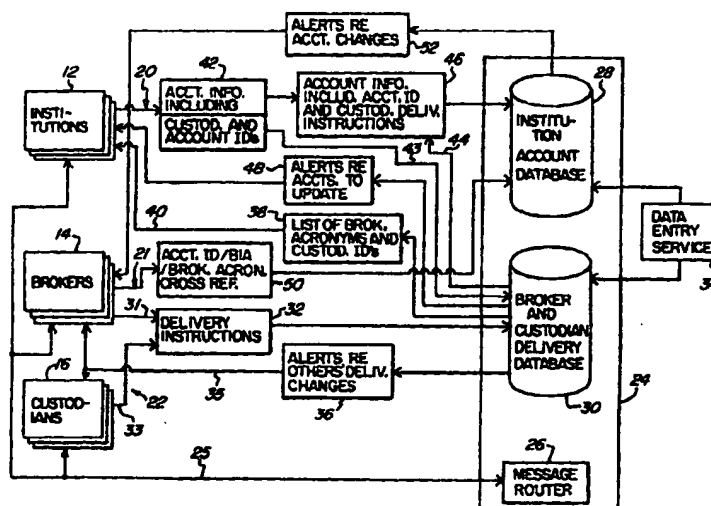 ALERTS RE
ACCT. CHANGES
52
12
INSTI-
TUTIONS
20
42
ACCT. INFO.
INCLUDING
CUSTOD. AND
ACCOUNT ID's
46
ACCOUNT INFO.
INCLUD. ACCT. ID
AND CUSTOD. DELIV.
INSTRUCTIONS
28
INSTITU-
TION
ACCOUNT
DATABASE
43
44
48
ALERTS RE
ACCTS. TO
UPDATE
40
38
LIST OF BROK.
ACRONYMS AND
CUSTOD. ID's
DATA
ENTRY
SERVICE
14
BROKERS
21
ACCT. ID/BIA
/BROK. ACRON.
CROSS REF.
50
31
32
DELIVERY
INSTRUCTIONS
BROKER
AND
CUSTODIAN
DELIVERY
DATABASE
30
24
16
CUSTOD-
IANS
22
33
35
ALERTS RE
OTHERS' DELIV.
CHANGES
36
25
26
MESSAGE
ROUTER